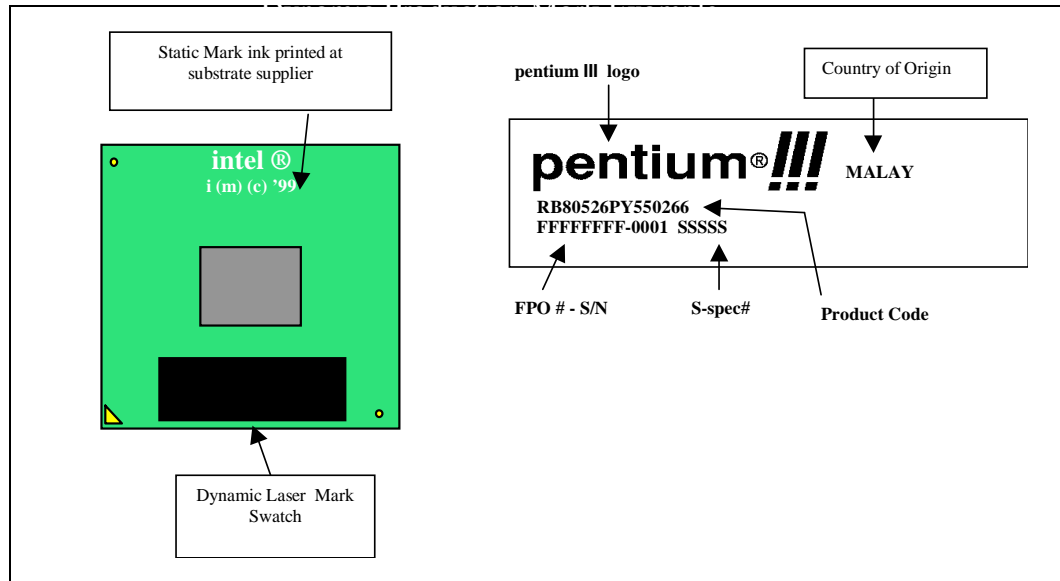 Static Mark ink printed at
substrate supplier
intel ®
i (m) (c) '99
Dynamic Laser Mark
Swatch
pentium III logo
Country of Origin
pentium® !!!
MALAY
RB80526PY550266
FFFFFFFF-0001 SSSSS
FPO # - S/N
S-spec#
Product Code